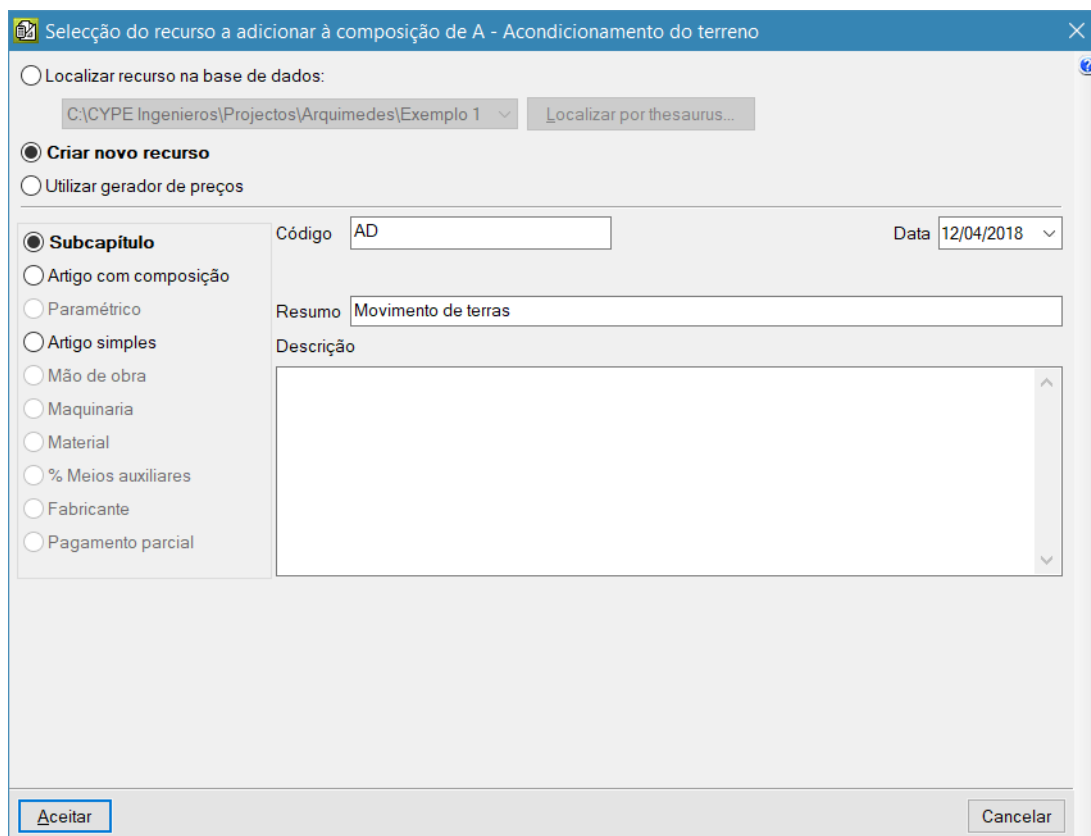 Selecção do recurso a adicionar à composição de A - Acondicionamento do terreno
Localizar recurso na base de dados:
C:\CYPE Ingenieros\Projectos\Arquimedes\Exemplo 1
Localizar por thesaurus...
Criar novo recurso
Utilizar gerador de preços
Subcapítulo
Artigo com composição
Paramétrico
Artigo simples
Mão de obra
Maquinaria
Material
% Meios auxiliares
Fabricante
Pagamento parcial
Código AD Data 12/04/2018
Resumo Movimento de terras
Descrição
Aceitar Cancelar